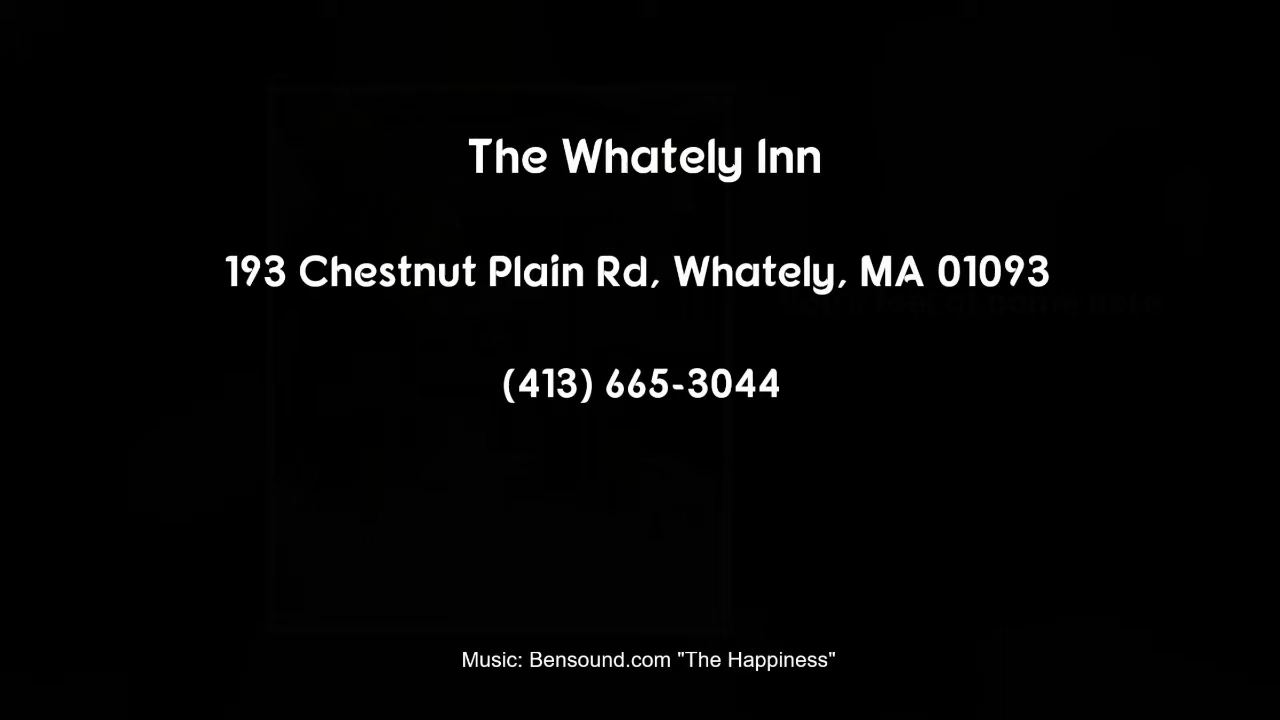 The Whately Inn
193 Chestnut Plain Rd, Whately, MA 01093
(413) 665-3044
Music: Bensound.com "The Happiness"